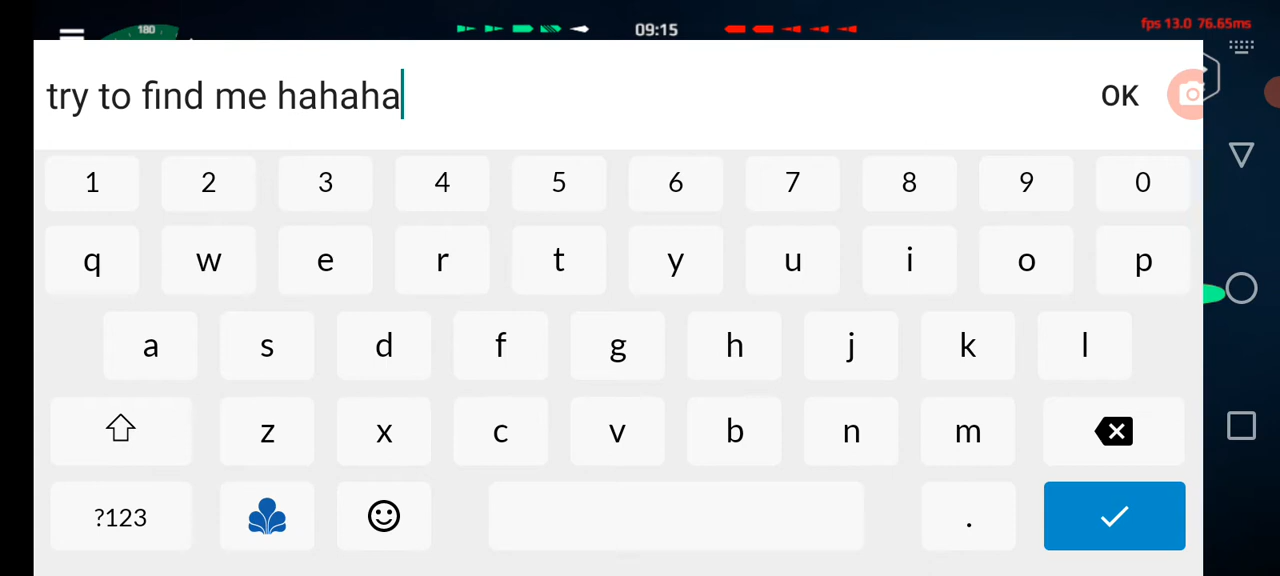 180
09:15
fps 13.0 76.65ms
try to find me hahaha
OK
1 2 3 4 5 6 7 8 9 0
q w e r t y u i o p
a s d f g h j k l
z x c v b n m
?123 .